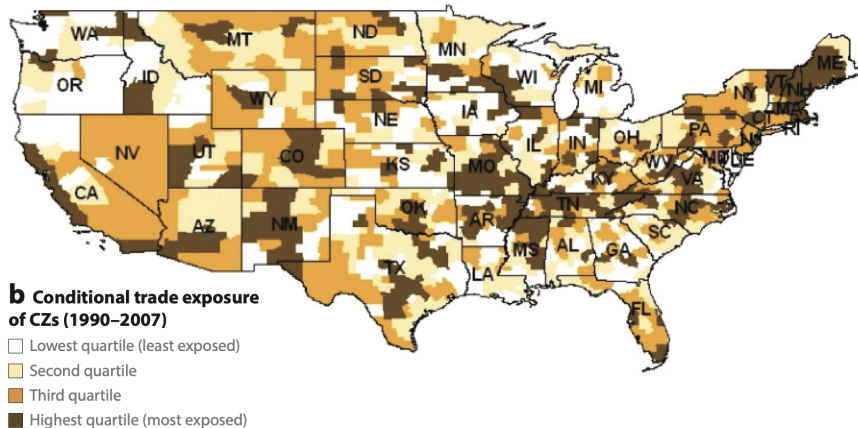 WA
MT
ND
MN
ME
OR
ID
SD
WI
MI
NY
VT
NH
WY
MA
CT
RI
NE
IA
PA
NJ
NV
UT
CO
KS
MO
IL
IN
OH
WV
MD
DE
CA
KY
VA
AZ
NM
OK
AR
TN
NC
SC
TX
LA
MS
AL
GA
FL
b Conditional trade exposure
of CZs (1990–2007)
Lowest quartile (least exposed)
Second quartile
Third quartile
Highest quartile (most exposed)